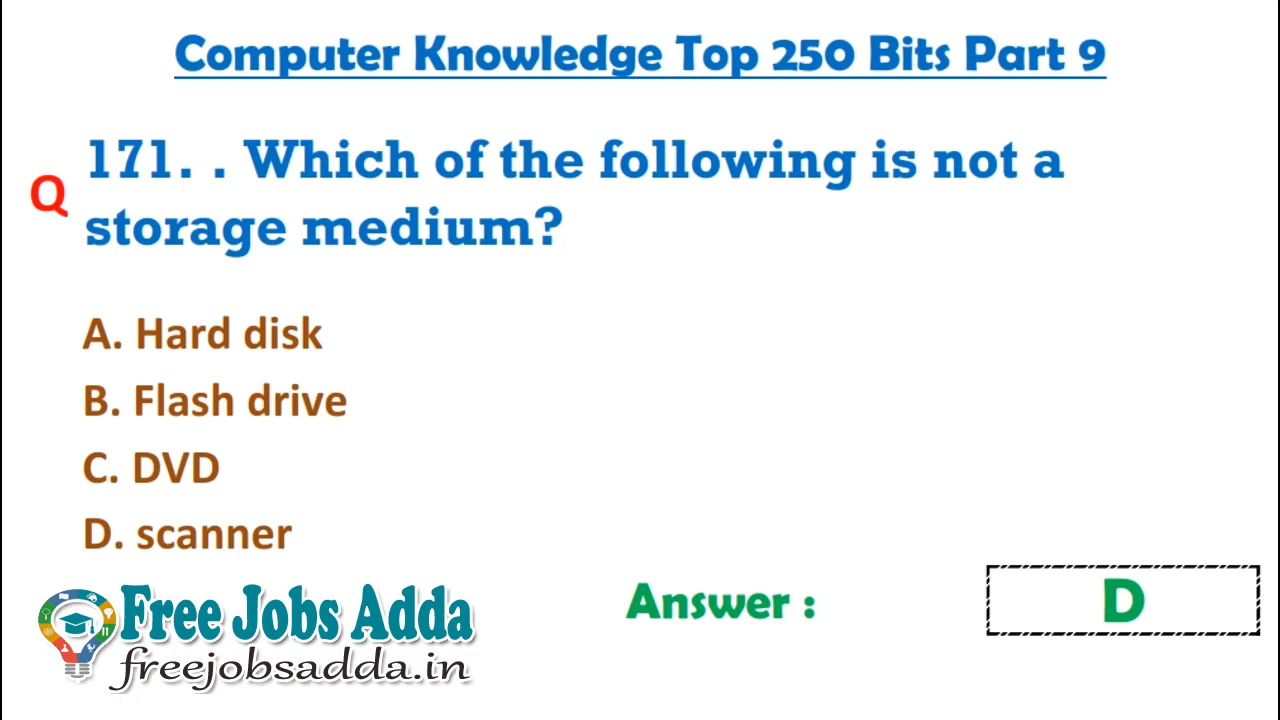 Computer Knowledge Top 250 Bits Part 9
Q
171. . Which of the following is not a
storage medium?
A. Hard disk
B. Flash drive
C. DVD
D. scanner
Answer :
D
Free Jobs Adda
freejobsadda.in